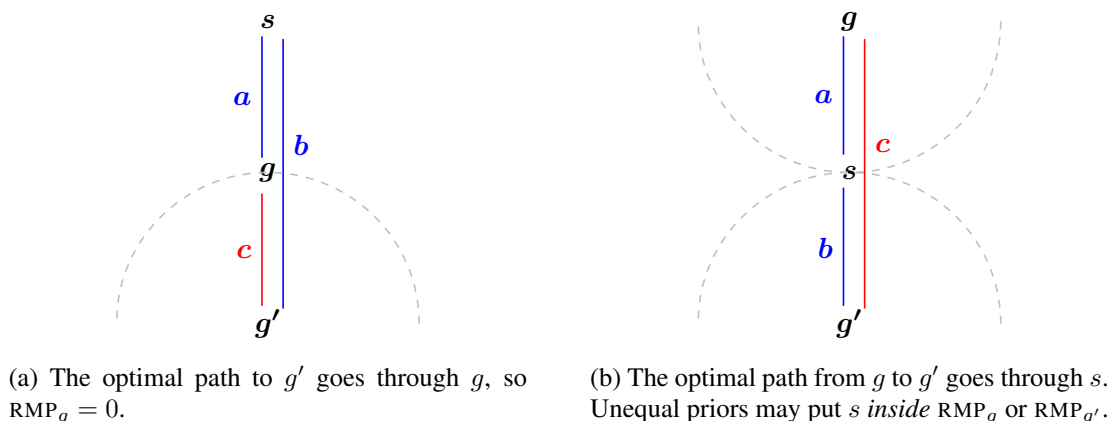 s
g
a
a
b
c
g
s
c
b
g′
g′
(a) The optimal path to g′ goes through g, so
RMP_g = 0.
(b) The optimal path from g to g′ goes through s.
Unequal priors may put s inside RMP_g or RMP_g′.